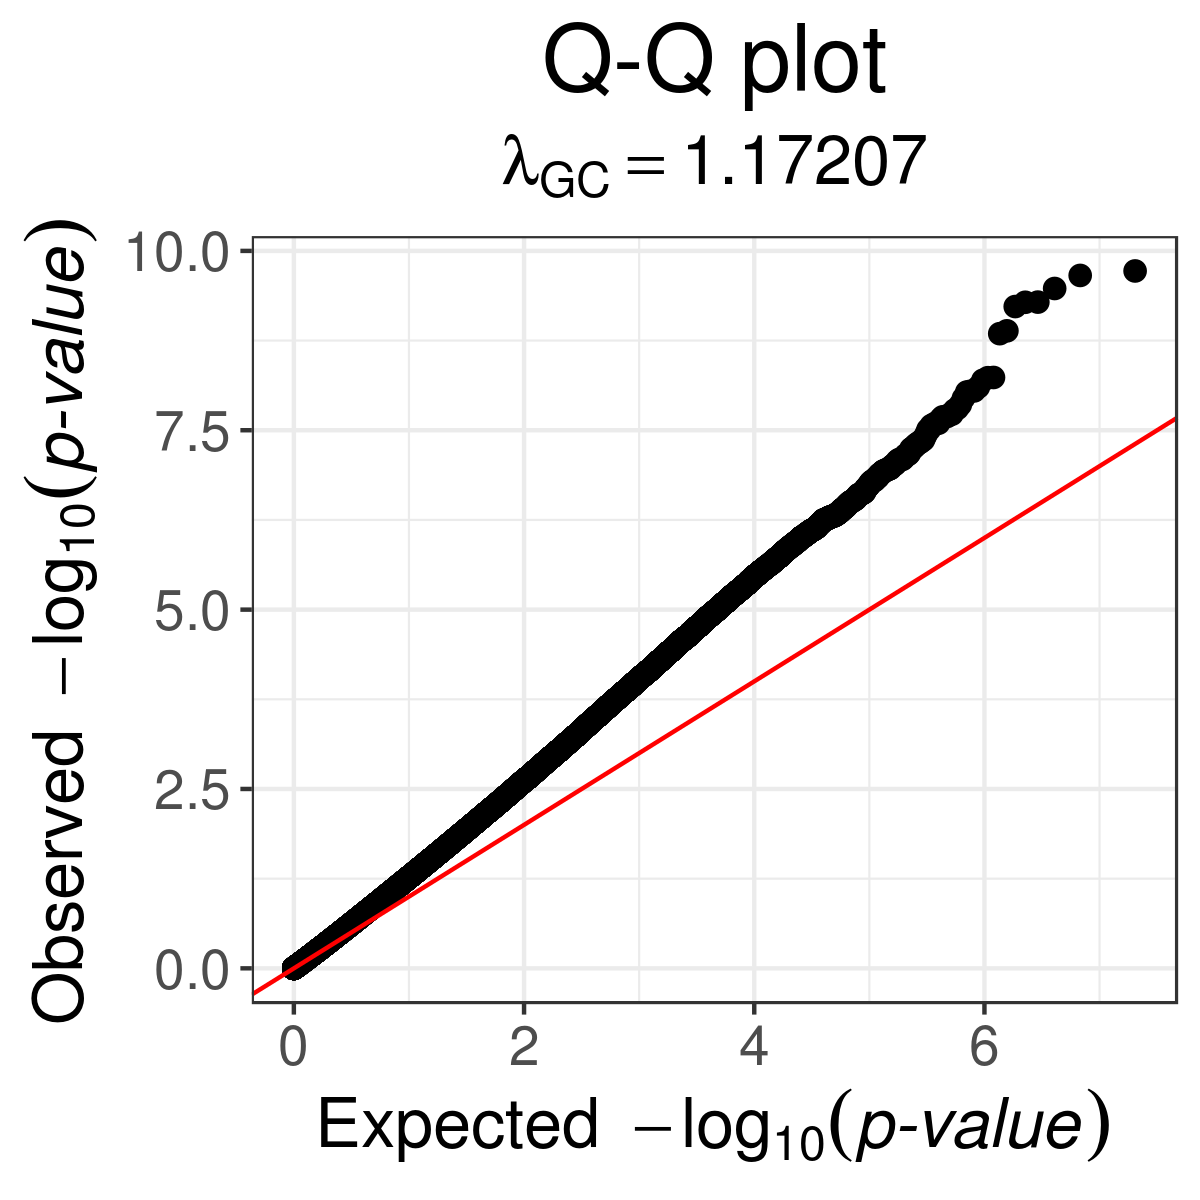 Q-Q plot
λGC = 1.17207
Observed −log10(p-value)
10.0
7.5
5.0
2.5
0.0
0 2 4 6
Expected −log10(p-value)